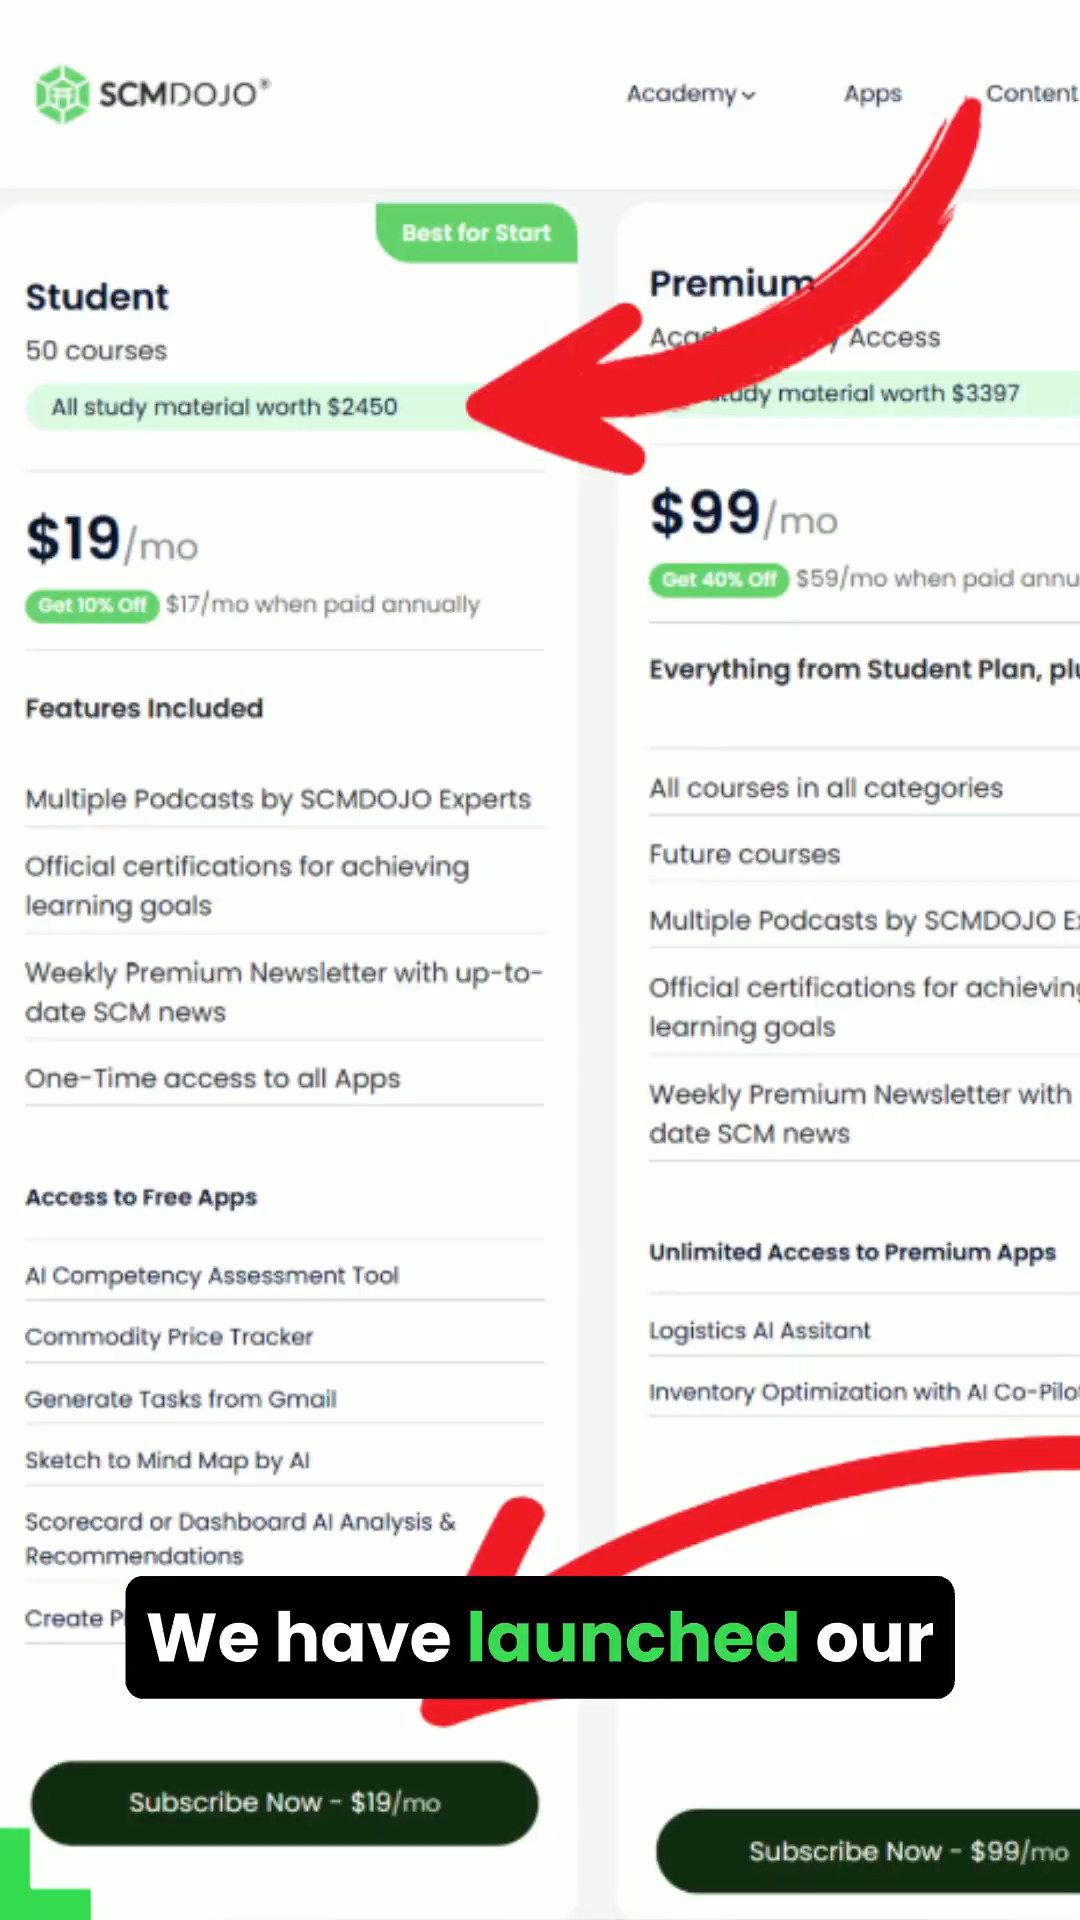 SCMDOJO®
Academy
Apps
Content
Best for Start
Student
50 courses
All study material worth $2450
$19/mo
Get 10% Off $17/mo when paid annually
Features Included
Multiple Podcasts by SCMDOJO Experts
Official certifications for achieving
learning goals
Weekly Premium Newsletter with up-to-
date SCM news
One-Time access to all Apps
Access to Free Apps
AI Competency Assessment Tool
Commodity Price Tracker
Generate Tasks from Gmail
Sketch to Mind Map by AI
Scorecard or Dashboard AI Analysis &
Recommendations
Create
Subscribe Now - $19/mo
Premium
Access
material worth $3397
$99/mo
Get 40% Off $59/mo when paid
Everything from Student Plan,
All courses in all categories
Future courses
Multiple Podcasts by SCMDOJO
Official certifications for achieving
learning goals
Weekly Premium Newsletter with
date SCM news
Unlimited Access to Premium Apps
Logistics AI Assitant
Inventory Optimization with AI
Subscribe Now - $99/mo
We have launched our